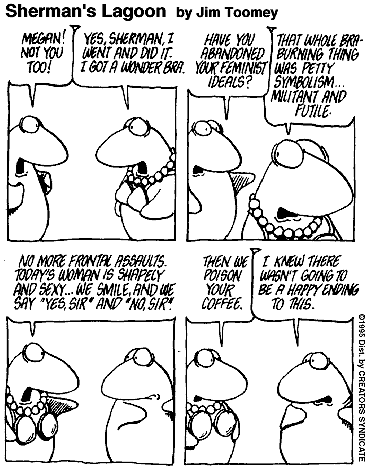 Sherman's Lagoon by Jim Toomey
MEGAN!
NOT YOU
TOO!
YES, SHERMAN, I
WENT AND DID IT.
I GOT A WONDER BRA.
HAVE YOU
ABANDONED
YOUR FEMINIST
IDEALS?
THAT WHOLE BRA-
BURNING THING
WAS PETTY
SYMBOLISM...
MILITANT AND
FUTILE.
NO MORE FRONTAL ASSAULTS.
TODAY'S WOMAN IS SHAPELY
AND SEXY... WE SMILE, AND WE
SAY "YES, SIR" AND "NO, SIR".
THEN WE
POISON
YOUR
COFFEE.
I KNEW THERE
WASN'T GOING TO
BE A HAPPY ENDING
TO THIS.
©1995 Dist. by CREATORS SYNDICATE